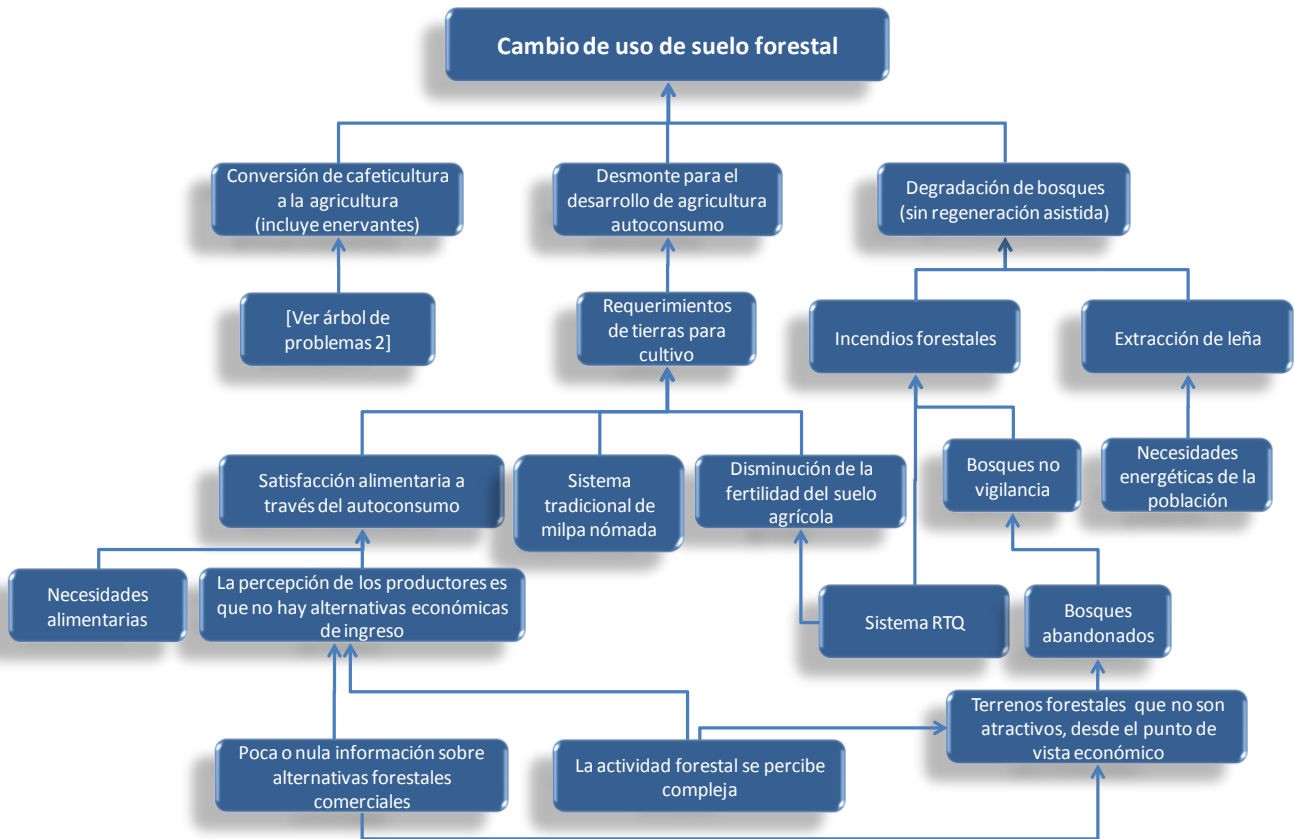 Cambio de uso de suelo forestal
Conversión de cafeticultura
a la agricultura
(incluye enervantes)
Desmonte para el
desarrollo de agricultura
autoconsumo
Degradación de bosques
(sin regeneración asistida)
[Ver árbol de
problemas 2]
Requerimientos
de tierras para
cultivo
Incendios forestales
Extracción de leña
Satisfacción alimentaria a
través del autoconsumo
Sistema
tradicional de
milpa nómada
Disminución de la
fertilidad del suelo
agrícola
Bosques no
vigilancia
Necesidades
energéticas de la
población
Necesidades
alimentarias
La percepción de los productores es
que no hay alternativas económicas
de ingreso
Sistema RTQ
Bosques
abandonados
Poca o nula información sobre
alternativas forestales
comerciales
La actividad forestal se percibe
compleja
Terrenos forestales que no son
atractivos, desde el punto de
vista económico